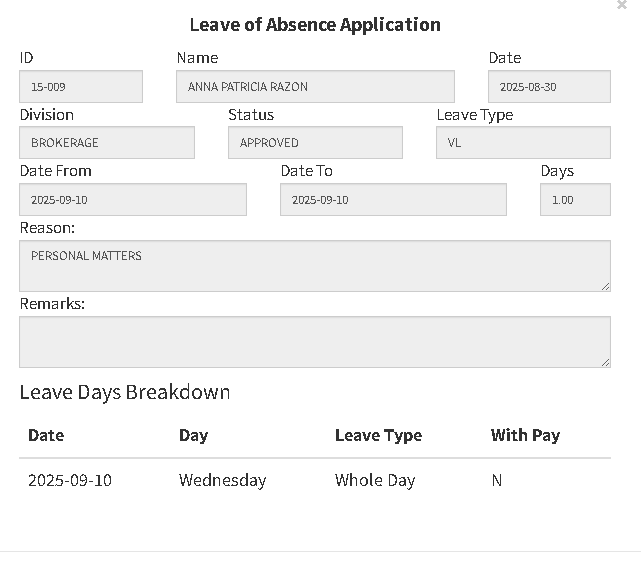 Leave of Absence Application
ID Name Date
15-009 ANNA PATRICIA RAZON 2025-08-30
Division Status Leave Type
BROKERAGE APPROVED VL
Date From Date To Days
2025-09-10 2025-09-10 1.00
Reason:
PERSONAL MATTERS
Remarks:
Leave Days Breakdown
Date Day Leave Type With Pay
2025-09-10 Wednesday Whole Day N